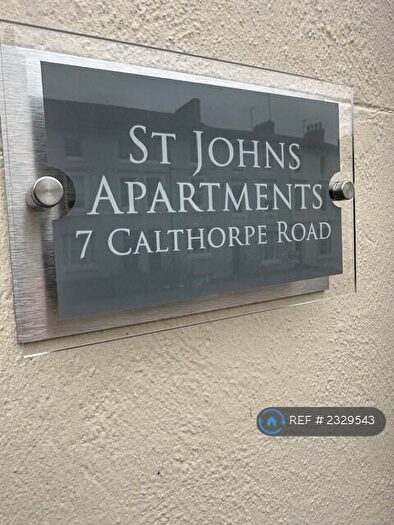 St Johns
Apartments
7 Calthorpe Road
REF # 2329543